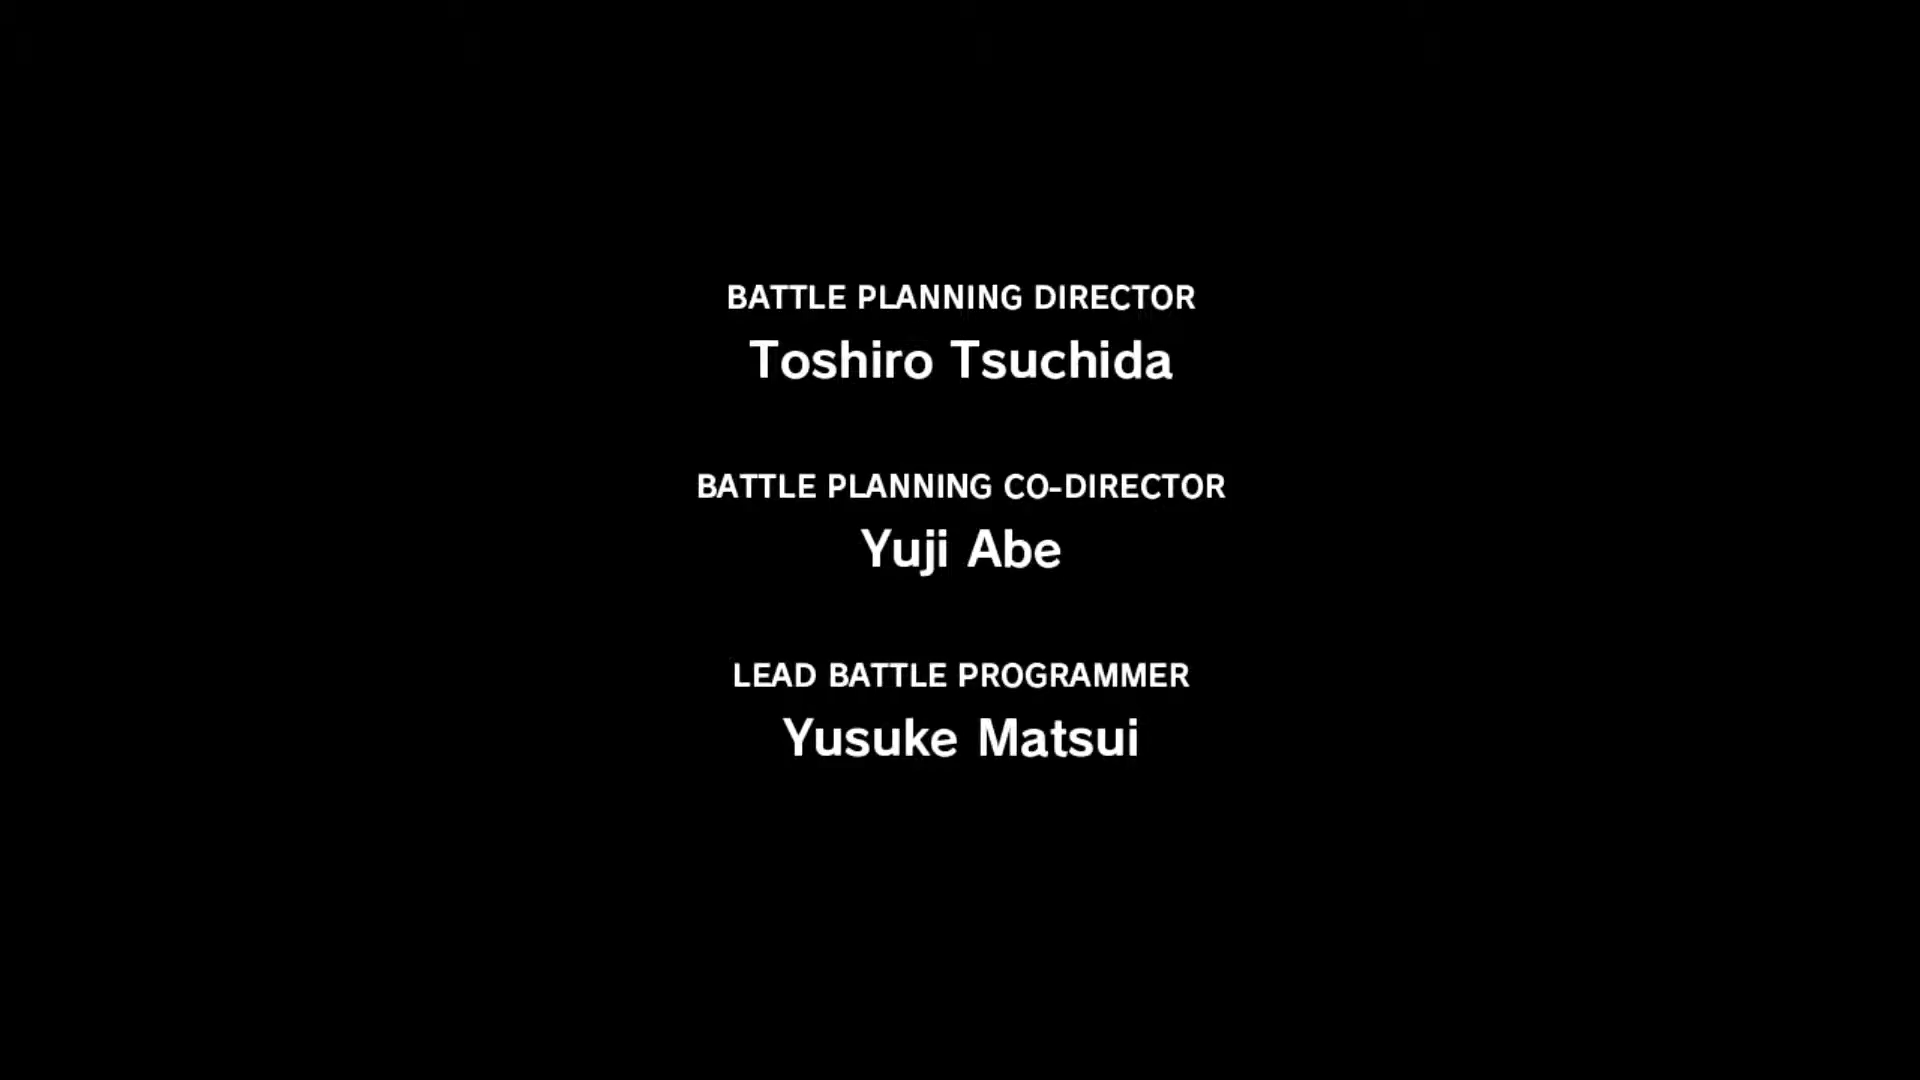 BATTLE PLANNING DIRECTOR
Toshiro Tsuchida
BATTLE PLANNING CO-DIRECTOR
Yuji Abe
LEAD BATTLE PROGRAMMER
Yusuke Matsui